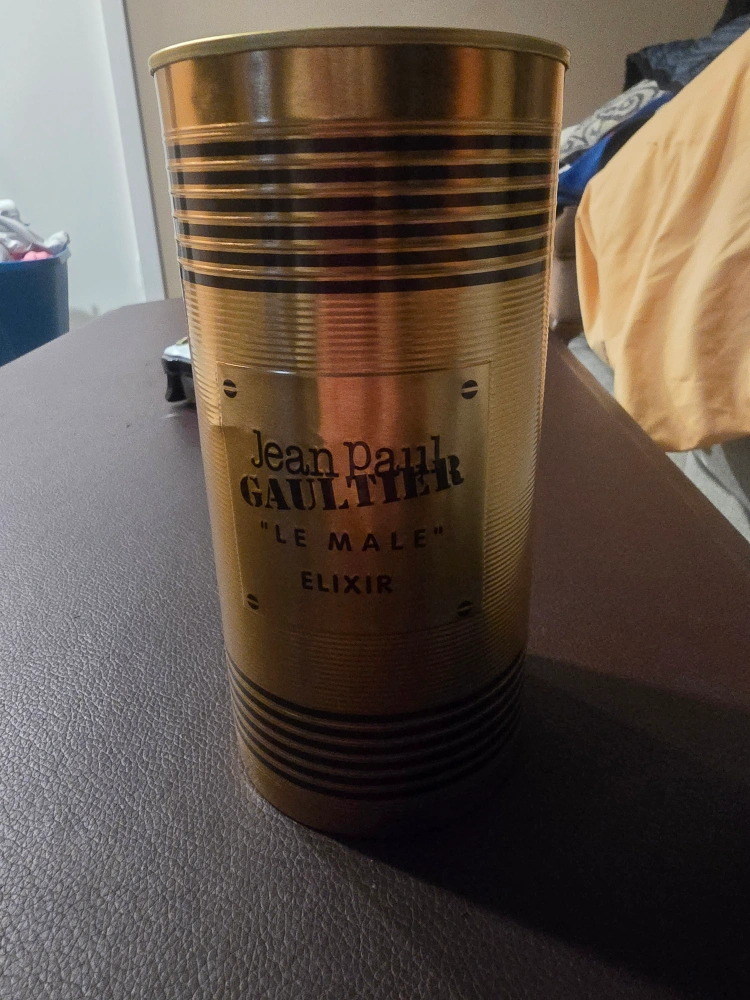 Jean Paul
GAULTIER
"LE MALE"
ELIXIR